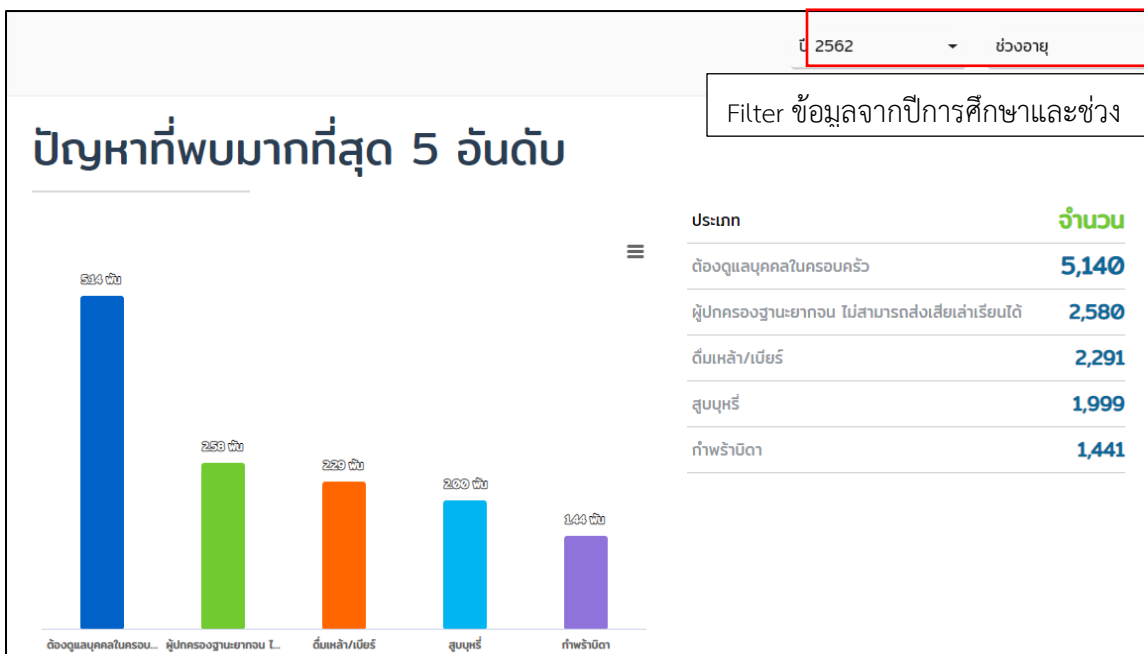 ปี 2562 ช่วงอายุ
Filter ข้อมูลจากปีการศึกษาและช่วง
ปัญหาที่พบมากที่สุด 5 อันดับ
ประเภท จำนวน
ต้องดูแลบุคคลในครอบครัว 5,140
ผู้ปกครองฐานะยากจน ไม่สามารถส่งเสียเล่าเรียนได้ 2,580
ดื่มเหล้า/เบียร์ 2,291
สูบบุหรี่ 1,999
กำพร้าบิดา 1,441
5.14 พัน
2.58 พัน
2.29 พัน
2.00 พัน
1.44 พัน
ต้องดูแลบุคคลในครอบ... ผู้ปกครองฐานะยากจน ไ... ดื่มเหล้า/เบียร์ สูบบุหรี่ กำพร้าบิดา